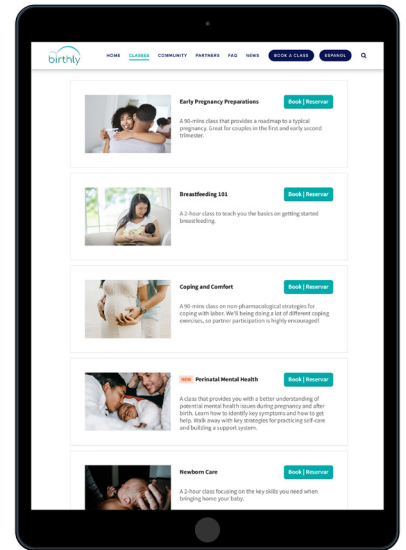 birthly
HOME CLASSES COMMUNITY PARTNERS FAQ NEWS BOOK A CLASS ESPANOL
Early Pregnancy Preparations
Book | Reservar
A 90-mins class that provides a roadmap to a typical
pregnancy. Great for couples in the first and early second
trimester.
Breastfeeding 101
Book | Reservar
A 2-hour class to teach you the basics on getting started
breastfeeding.
Coping and Comfort
Book | Reservar
A 90-mins class on non-pharmacological strategies for
coping with labor. We'll being doing a lot of different coping
exercises, so partner participation is highly encouraged!
NEW Perinatal Mental Health
Book | Reservar
A class that provides you with a better understanding of
potential mental health issues during pregnancy and after
birth. Learn how to identify key symptoms and how to get
help. Walk away with key strategies for practicing self-care
and building a support system.
Newborn Care
Book | Reservar
A 2-hour class focusing on the key skills you need when
bringing home your baby.